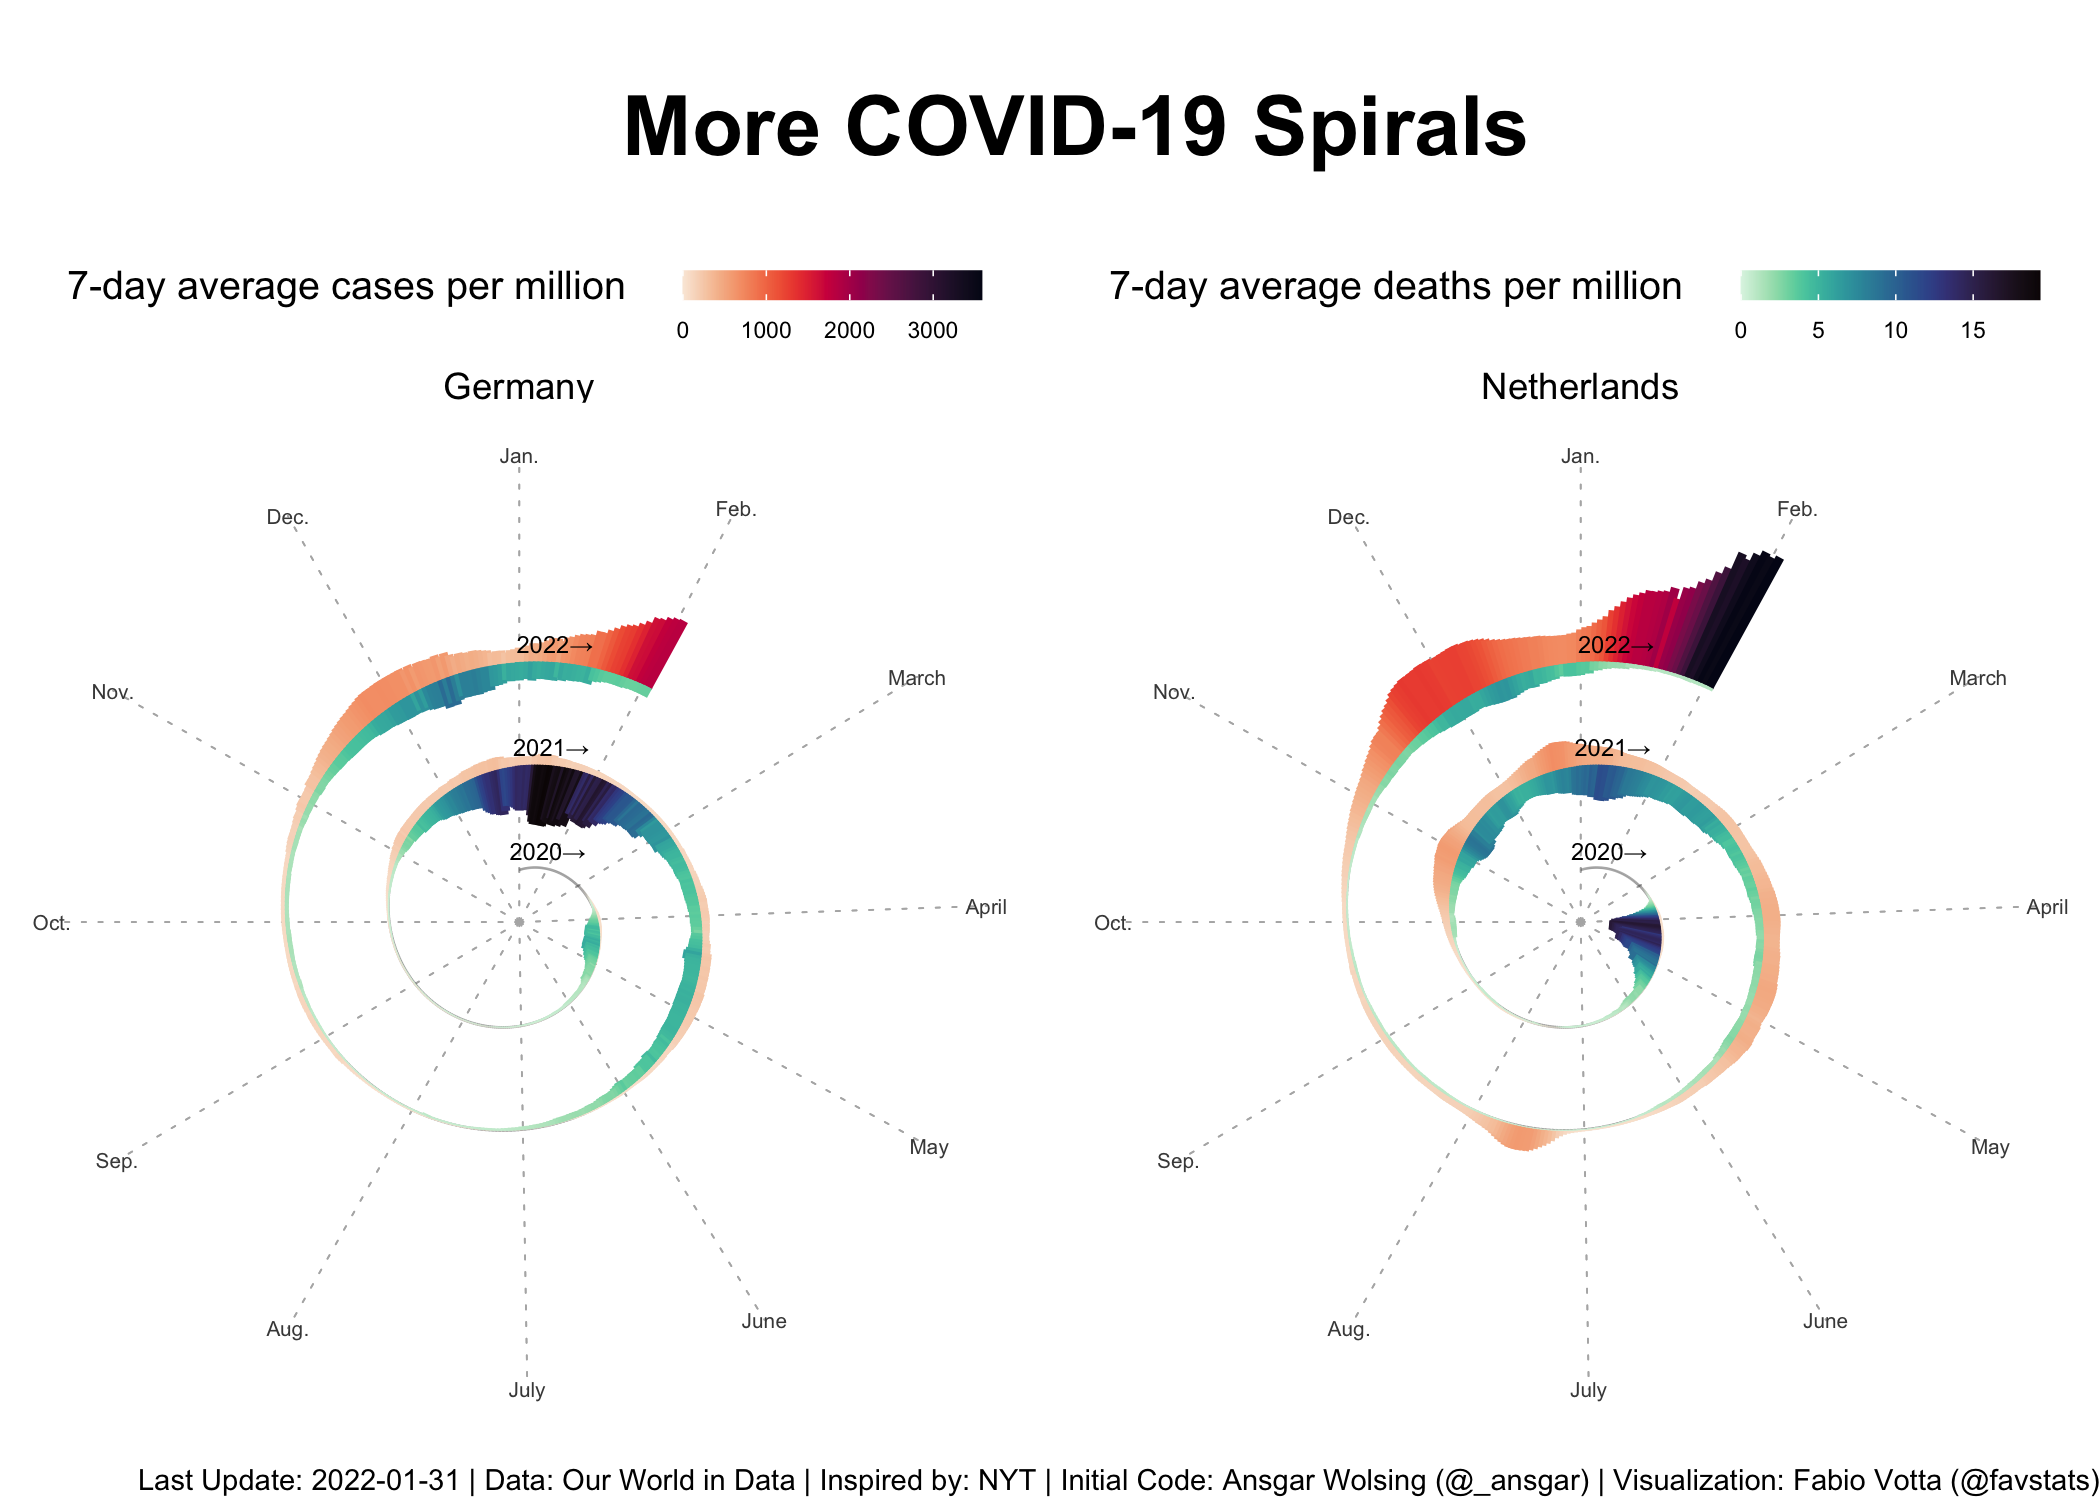 More COVID-19 Spirals
7-day average cases per million
0 1000 2000 3000
7-day average deaths per million
0 5 10 15
Germany
Jan.
Feb.
March
April
May
June
July
Aug.
Sep.
Oct.
Nov.
Dec.
2022→
2021→
2020→
Netherlands
Jan.
Feb.
March
April
May
June
July
Aug.
Sep.
Oct.
Nov.
Dec.
2022→
2021→
2020→
Last Update: 2022-01-31 | Data: Our World in Data | Inspired by: NYT | Initial Code: Ansgar Wolsing (@_ansgar) | Visualization: Fabio Votta (@favstats)